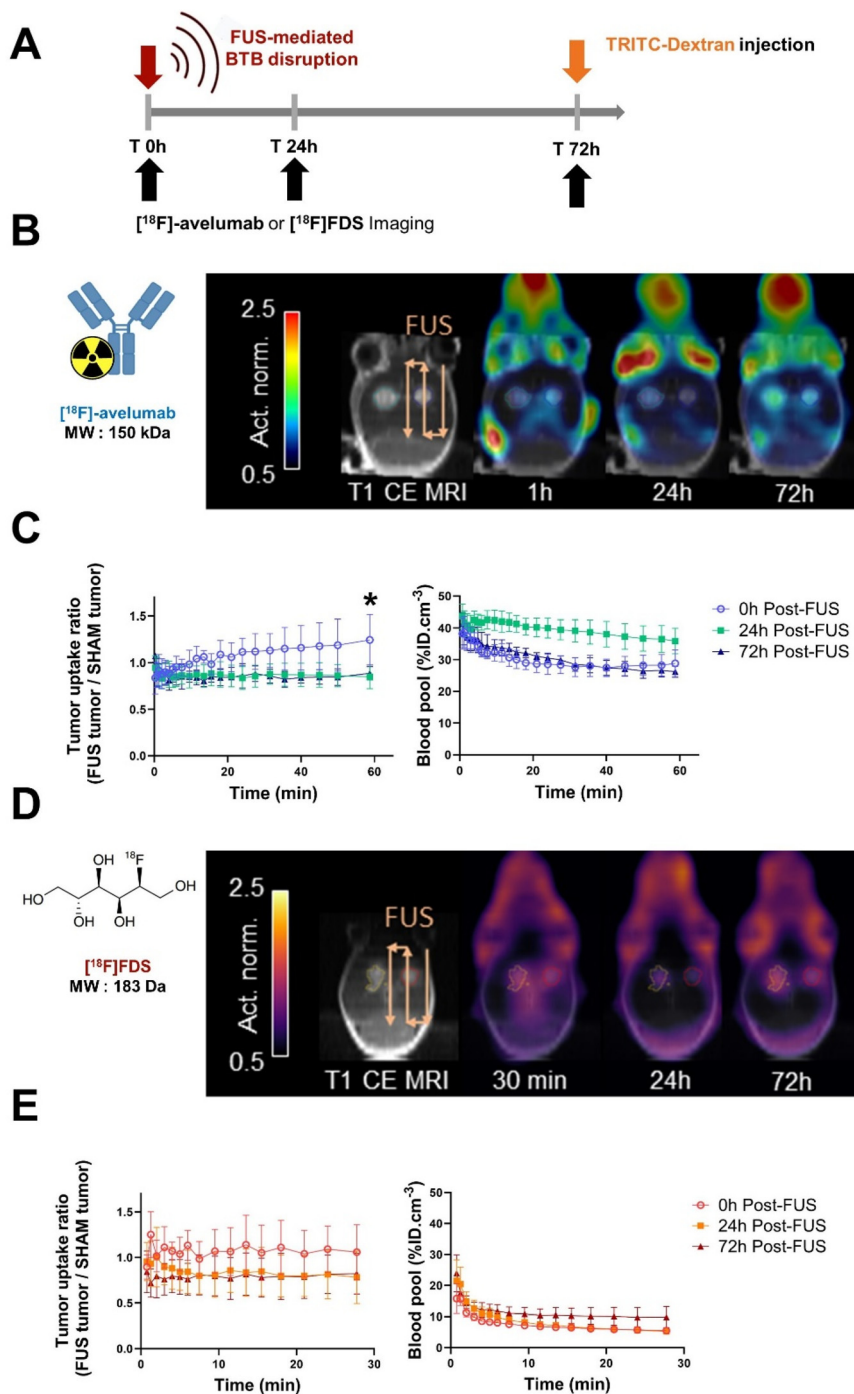 A
FUS-mediated
BTB disruption
TRITC-Dextran injection
T 0h
T 24h
T 72h
[¹⁸F]-avelumab or [¹⁸F]FDS Imaging
B
[¹⁸F]-avelumab
MW : 150 kDa
2.5
Act. norm.
0.5
FUS
T1 CE MRI
1h
24h
72h
C
Tumor uptake ratio
(FUS tumor / SHAM tumor)
1.5
1.0
0.5
0.0
0
20
40
60
Time (min)
*
Blood pool (%ID.cm⁻³)
50
40
30
20
10
0
0
20
40
60
Time (min)
0h Post-FUS
24h Post-FUS
72h Post-FUS
D
HO
OH
OH
¹⁸F
OH
OH
OH
[¹⁸F]FDS
MW : 183 Da
2.5
Act. norm.
0.5
FUS
T1 CE MRI
30 min
24h
72h
E
Tumor uptake ratio
(FUS tumor / SHAM tumor)
1.5
1.0
0.5
0.0
0
10
20
30
Time (min)
Blood pool (%ID.cm⁻³)
50
40
30
20
10
0
0
10
20
30
Time (min)
0h Post-FUS
24h Post-FUS
72h Post-FUS